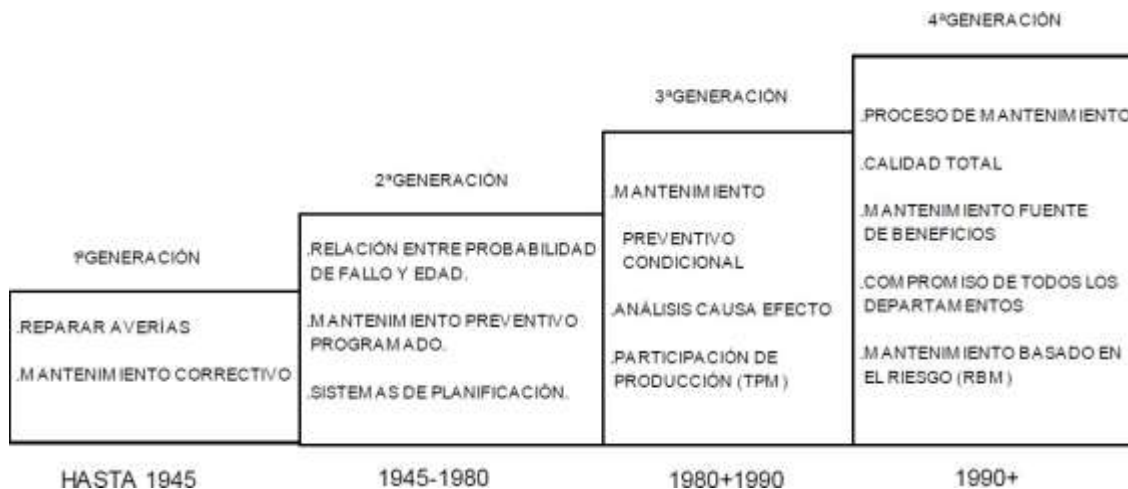 1ªGENERACIÓN
.REPARAR AVERÍAS
.MANTENIMIENTO CORRECTIVO
HASTA 1945
2ªGENERACIÓN
.RELACIÓN ENTRE PROBABILIDAD
DE FALLO Y EDAD.
.MANTENIMIENTO PREVENTIVO
PROGRAMADO.
.SISTEMAS DE PLANIFICACIÓN.
1945-1980
3ªGENERACIÓN
.MANTENIMIENTO
PREVENTIVO
CONDICIONAL
.ANÁLISIS CAUSA EFECTO
.PARTICIPACIÓN DE
PRODUCCIÓN (TPM)
1980+1990
4ªGENERACIÓN
.PROCESO DE MANTENIMIENTO
.CALIDAD TOTAL
.MANTENIMIENTO FUENTE
DE BENEFICIOS
.COMPROMISO DE TODOS LOS
DEPARTAMENTOS
.MANTENIMIENTO BASADO EN
EL RIESGO (RBM)
1990+